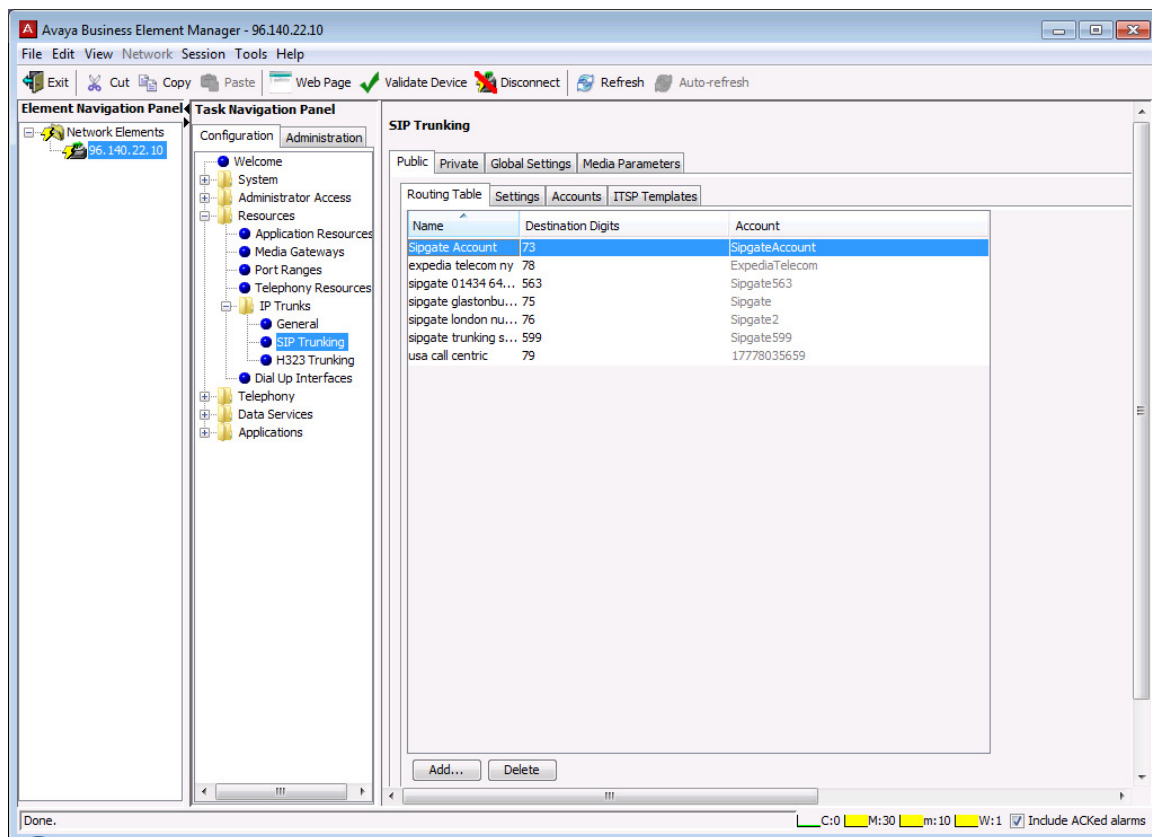 Avaya Business Element Manager - 96.140.22.10
File Edit View Network Session Tools Help
Exit Cut Copy Paste Web Page Validate Device Disconnect Refresh Auto-refresh
Element Navigation Panel
Network Elements
96.140.22.10
Task Navigation Panel
Configuration Administration
Welcome
System
Administrator Access
Resources
Application Resources
Media Gateways
Port Ranges
Telephony Resources
IP Trunks
General
SIP Trunking
H323 Trunking
Dial Up Interfaces
Telephony
Data Services
Applications
SIP Trunking
Public Private Global Settings Media Parameters
Routing Table Settings Accounts ITSP Templates
Name Destination Digits Account
Sipgate Account 73 SipgateAccount
expedia telecom ny 78 ExpediaTelecom
sipgate 01434 64... 563 Sipgate563
sipgate glastonbu... 75 Sipgate
sipgate london nu... 76 Sipgate2
sipgate trunking s... 599 Sipgate599
usa call centric 79 17778035659
Add... Delete
Done. C:0 M:30 m:10 W:1 Include ACKed alarms